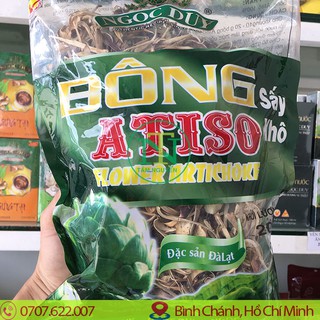 NGỌC DUY
BÔNG
Sấy
Khô
ATISO
FLOWER ARTICHOKE
Đặc sản ĐàLạt
0707.622.007
Bình Chánh, Hồ Chí Minh